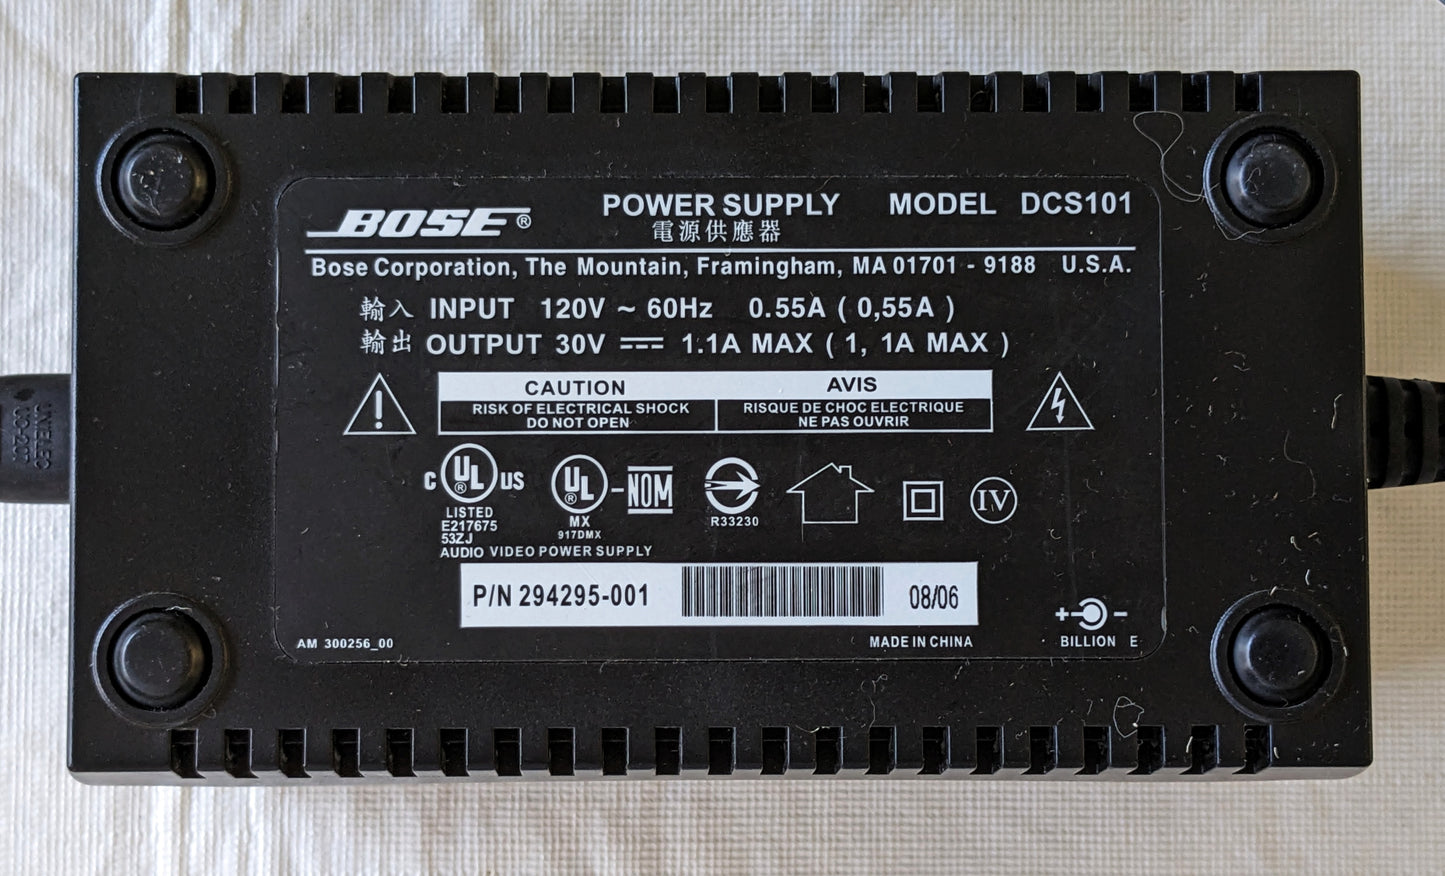 BOSE® POWER SUPPLY MODEL DCS101
電源供應器
Bose Corporation, The Mountain, Framingham, MA 01701 - 9188 U.S.A.
輸入 INPUT 120V ~ 60Hz 0.55A ( 0,55A )
輸出 OUTPUT 30V 1.1A MAX ( 1, 1A MAX )
CAUTION
RISK OF ELECTRICAL SHOCK
DO NOT OPEN
AVIS
RISQUE DE CHOC ELECTRIQUE
NE PAS OUVRIR
C UL® US
LISTED
E217675
53ZJ
AUDIO VIDEO POWER SUPPLY
UL®
MX
917DMX
NOM
R33230
IV
P/N 294295-001 08/06
AM 300256_00
MADE IN CHINA
+ -
BILLION E